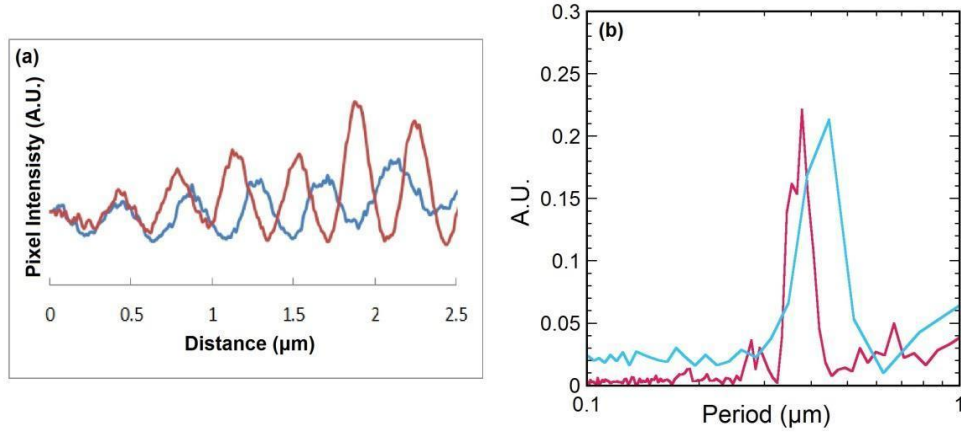 (a)
Pixel Intensisty (A.U.)
0 0.5 1 1.5 2 2.5
Distance (µm)
(b)
0.3
0.25
0.2
0.15
0.1
0.05
0
A.U.
0.1 1
Period (µm)